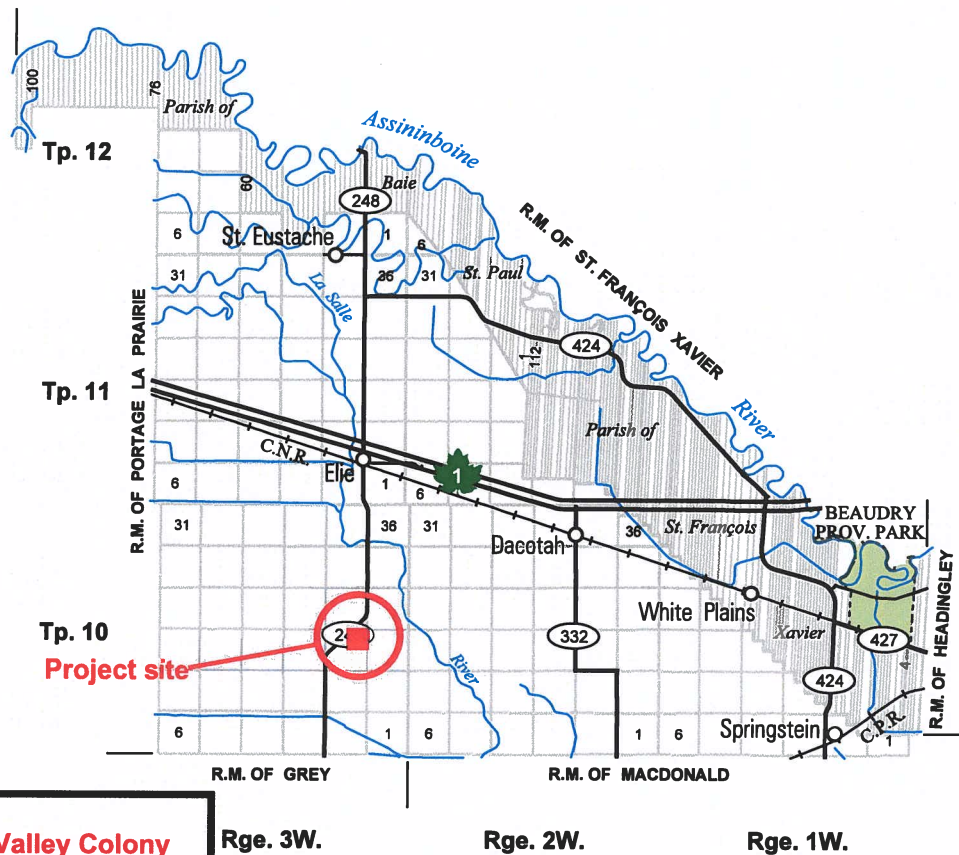 100
76
Parish of
Assininboine
Tp. 12
60
Baie
248
R.M. OF ST. FRANÇOIS XAVIER
6
St. Eustache
1
6
31
36
31
St. Paul
La Salle
424
R.M. OF PORTAGE LA PRAIRIE
Tp. 11
River
Parish of
C.N.R.
Elie
1
6
1
6
BEAUDRY
PROV. PARK
31
36
31
36
St. François
Dacotah
White Plains
Tp. 10
332
Xavier
427
R.M. OF HEADINGLEY
Project site
River
424
4
6
1
6
1
6
Springstein
C.P.R.
1
R.M. OF GREY
R.M. OF MACDONALD
Valley Colony
Rge. 3W.
Rge. 2W.
Rge. 1W.